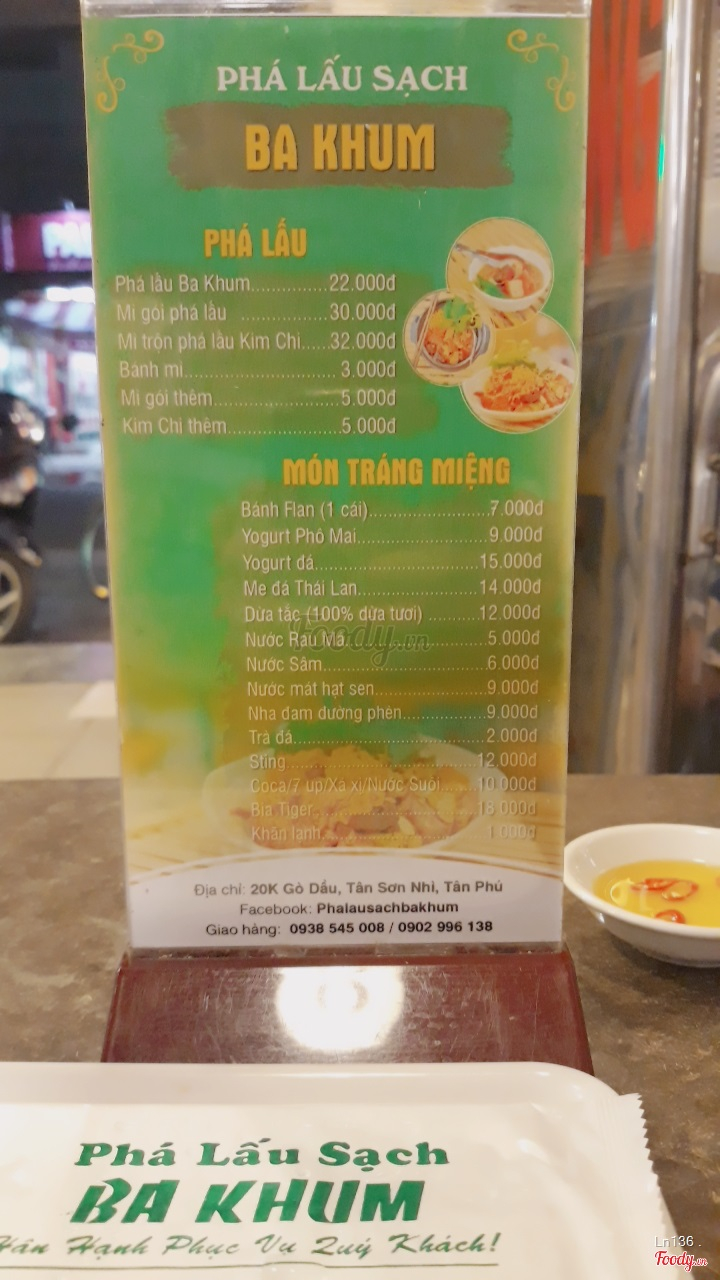 PHÁ LẤU SẠCH
BA KHUM
PHÁ LẤU
Phá lầu Ba Khum..............22.000đ
Mì gói phá lầu ................30.000đ
Mì trộn phá lầu Kim Chi......32.000đ
Bánh mì............................3.000đ
Mì gói thêm......................5.000đ
Kim Chi thêm....................5.000đ
MÓN TRÁNG MIỆNG
Bánh Flan (1 cái)......................7.000đ
Yogurt Phô Mai........................9.000đ
Yogurt đá..............................15.000đ
Me đá Thái Lan......................14.000đ
Dừa tắc (100% dừa tươi) ..........12.000đ
Nước Rau Má..........................5.000đ
Nước Sâm..............................6.000đ
Nước mát hạt sen....................9.000đ
Nha đam đường phèn...............9.000đ
Trà đá....................................2.000đ
Sting...................................12.000đ
Coca/7 up/Xá xị/Nước Suối.......10.000đ
Bia Tiger..............................18.000đ
Khăn lạnh..............................1.000đ
Foody.vn
Địa chỉ: 20K Gò Dầu, Tân Sơn Nhì, Tân Phú
Facebook: Phalausachbakhum
Giao hàng: 0938 545 008 / 0902 996 138
Phá Lấu Sạch
BA KHUM
Hân Hạnh Phục Vụ Quý Khách!
Ln136
Foody.vn